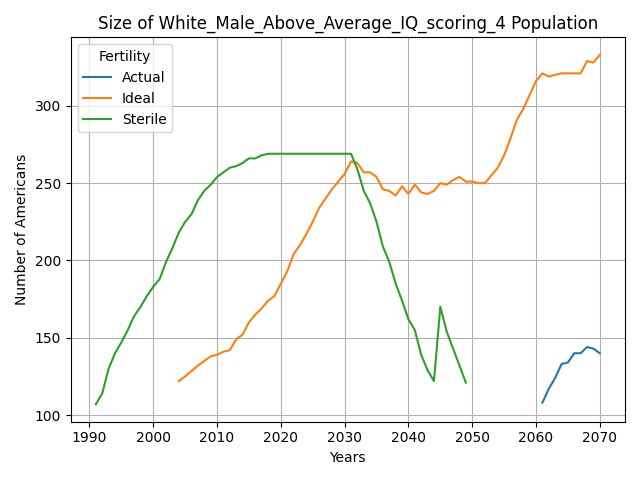 Size of White_Male_Above_Average_IQ_scoring_4 Population
Fertility
Actual
Ideal
Sterile
Number of Americans
300
250
200
150
100
1990 2000 2010 2020 2030 2040 2050 2060 2070
Years